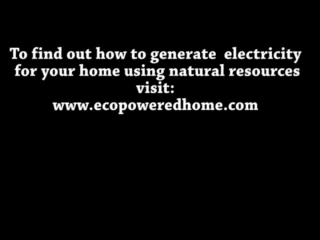 To find out how to generate electricity
for your home using natural resources
visit:
www.ecopoweredhome.com